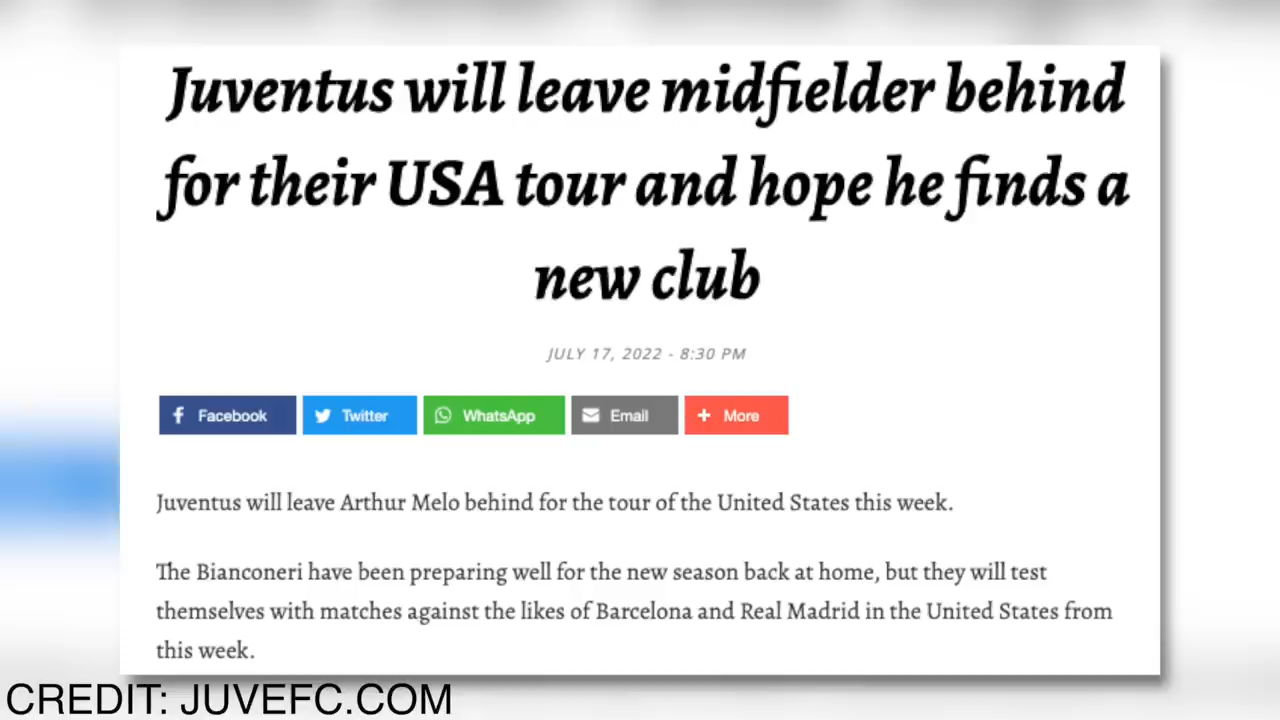 Juventus will leave midfielder behind
for their USA tour and hope he finds a
new club
JULY 17, 2022 - 8:30 PM
Facebook Twitter WhatsApp Email More
Juventus will leave Arthur Melo behind for the tour of the United States this week.
The Bianconeri have been preparing well for the new season back at home, but they will test
themselves with matches against the likes of Barcelona and Real Madrid in the United States from
this week.
CREDIT: JUVEFC.COM